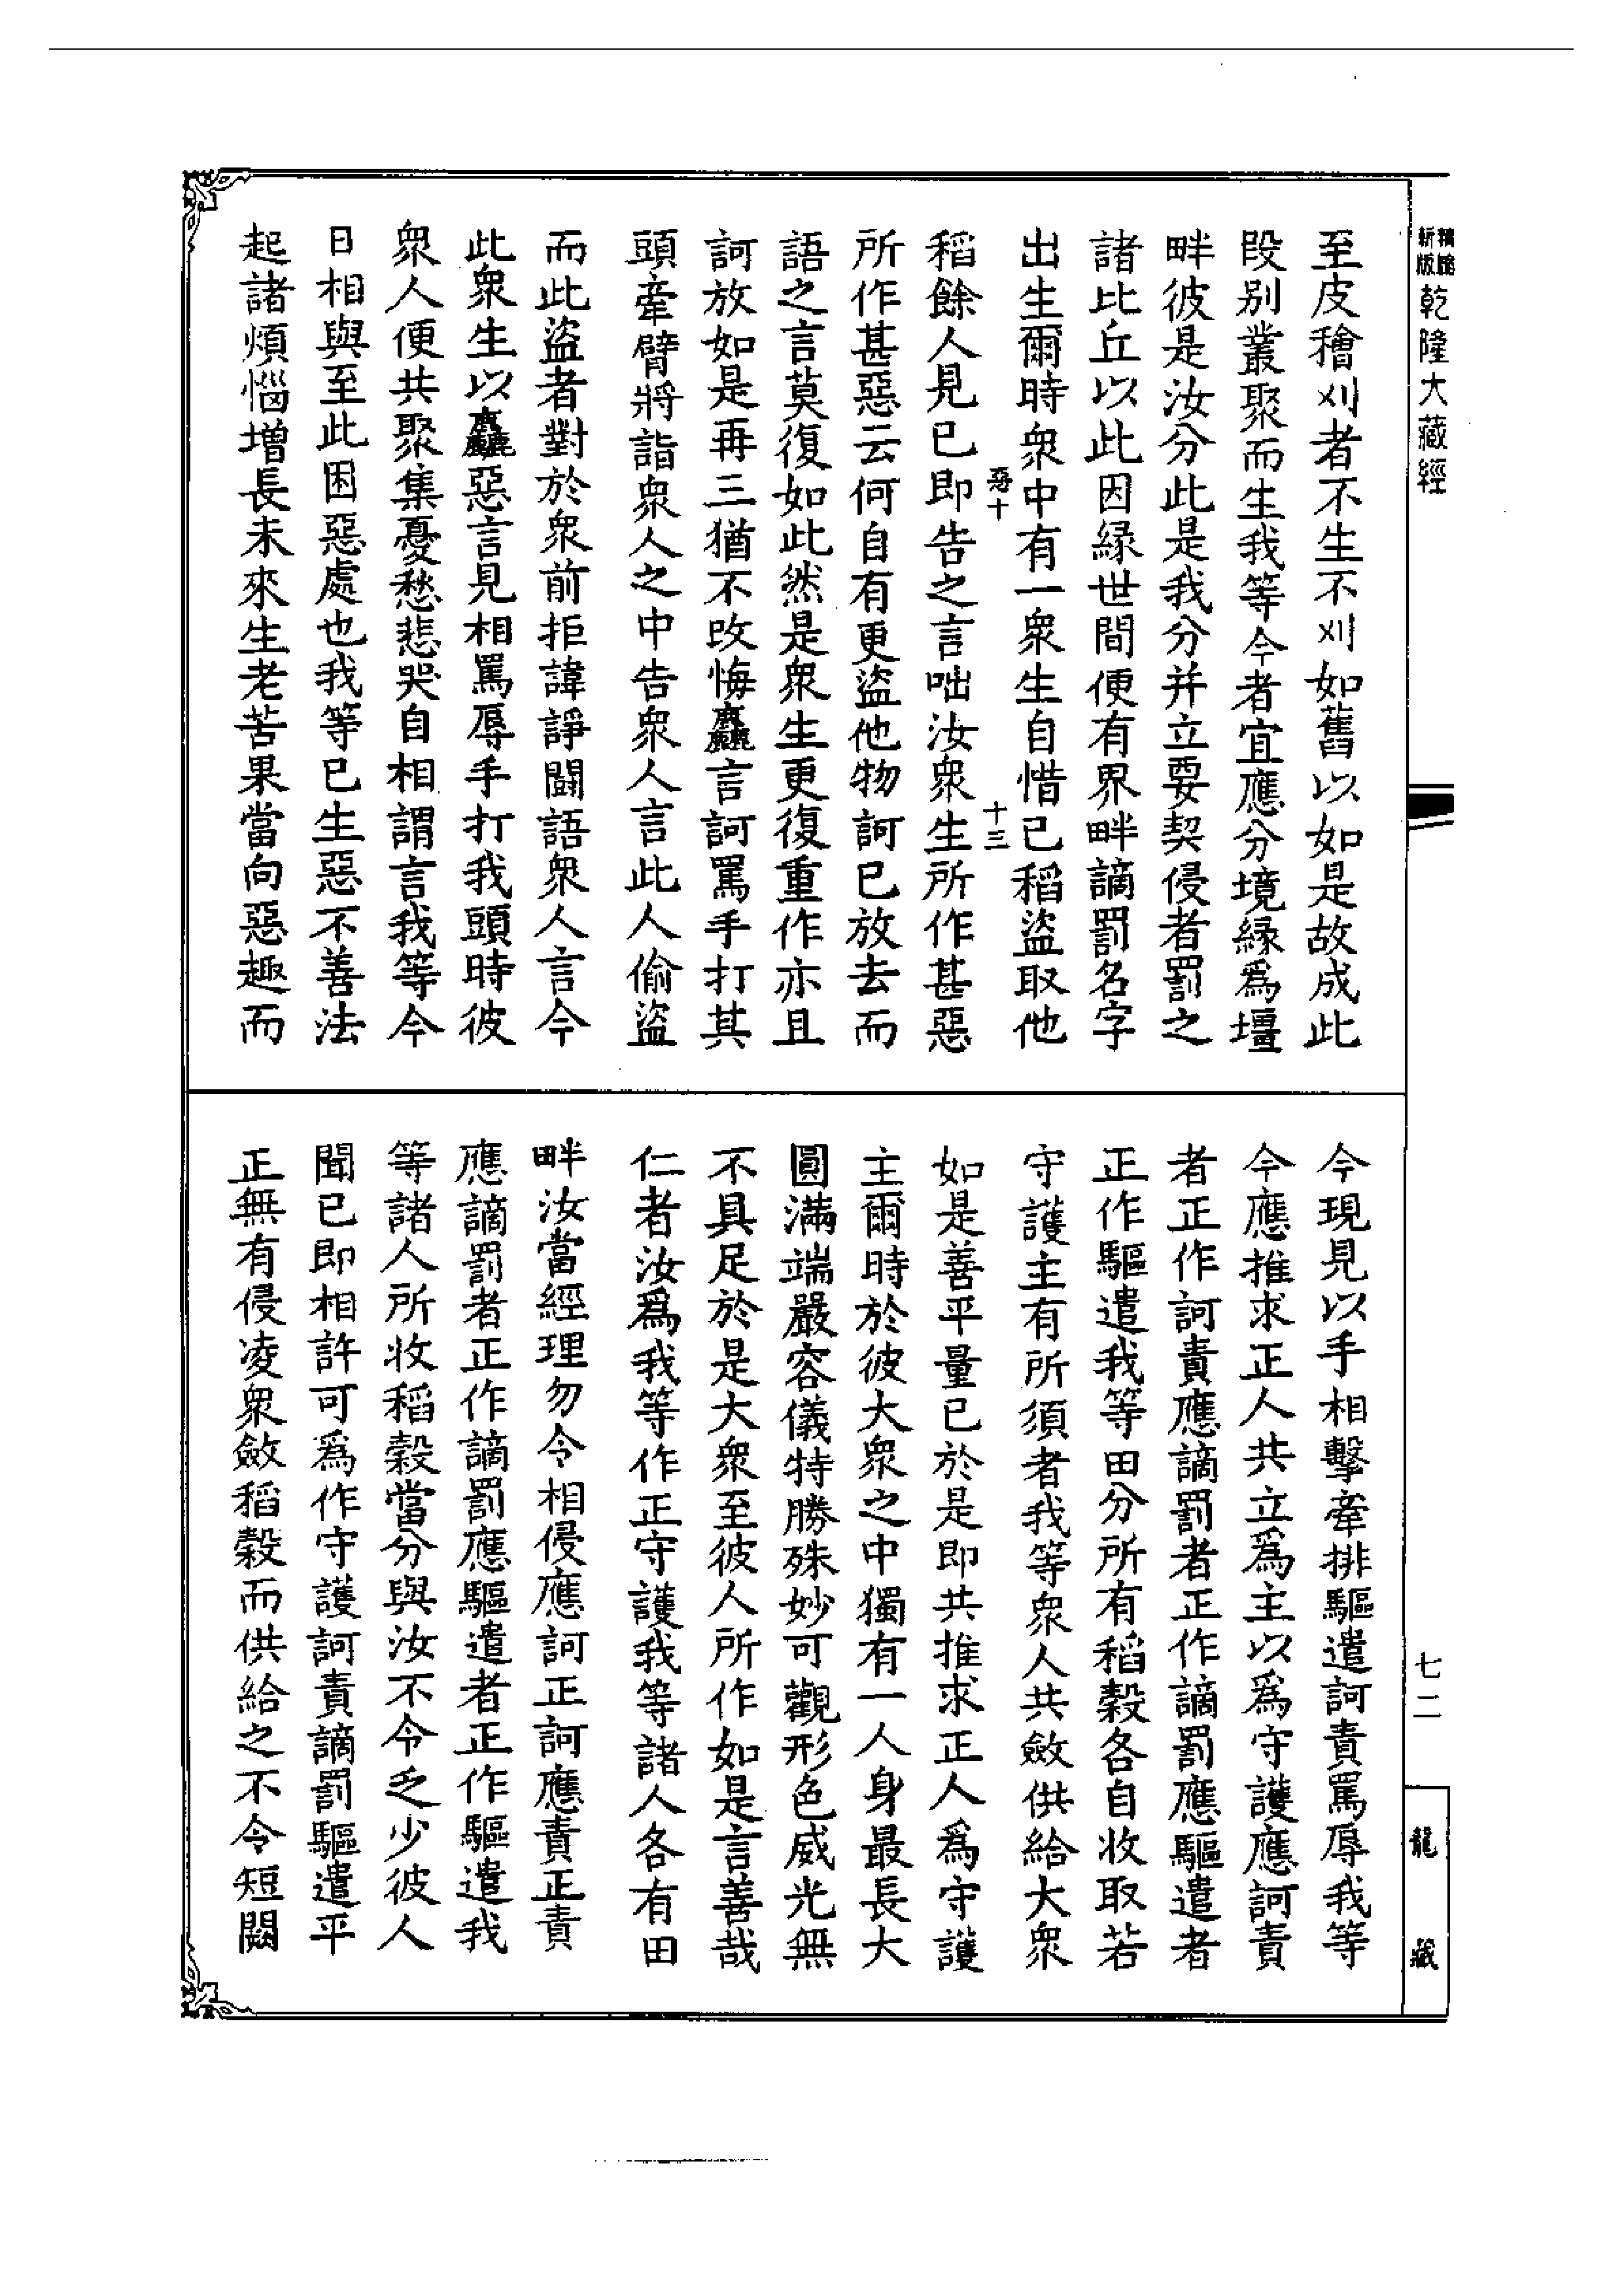 新版精縮乾隆大藏經
七二
龍藏
至皮穭刈者不生不刈如舊以如是故成此
段别叢聚而生我等今者宜應分境緣爲壃
畔彼是汝分此是我分并立要契侵者罰之
諸比丘以此因緣世間便有界畔謫罰名字
出生爾時衆中有一衆生自惜已稻盜取他
惡十 十三
稻餘人見已即告之言咄汝衆生所作甚惡
所作甚惡云何自有更盜他物訶已放去而
語之言莫復如此然是衆生更復重作亦且
訶放如是再三猶不改悔麤言訶罵手打其
頭牽臂將詣衆人之中告衆人言此人偷盜
而此盜者對於衆前拒諱諍鬪語衆人言今
此衆生以麤惡言見相罵辱手打我頭時彼
衆人便共聚集憂愁悲哭自相謂言我等今
日相與至此困惡處也我等已生惡不善法
起諸煩惱增長未來生老苦果當向惡趣而
今現見以手相擊牽排驅遣訶責罵辱我等
今應推求正人共立爲主以爲守護應訶責
者正作訶責應謫罰者正作謫罰應驅遣者
正作驅遣我等田分所有稻穀各自收取若
守護主有所須者我等衆人共斂供給大衆
如是善平量已於是即共推求正人爲守護
主爾時於彼大衆之中獨有一人身最長大
圓滿端嚴容儀特勝殊妙可觀形色威光無
不具足於是大衆至彼人所作如是言善哉
仁者汝爲我等作正守護我等諸人各有田
畔汝當經理勿令相侵應訶正訶應責正責
應謫罰者正作謫罰應驅遣者正作驅遣我
等諸人所收稻穀當分與汝不令乏少彼人
聞已即相許可爲作守護訶責謫罰驅遣平
正無有侵凌衆斂稻穀而供給之不令短闕